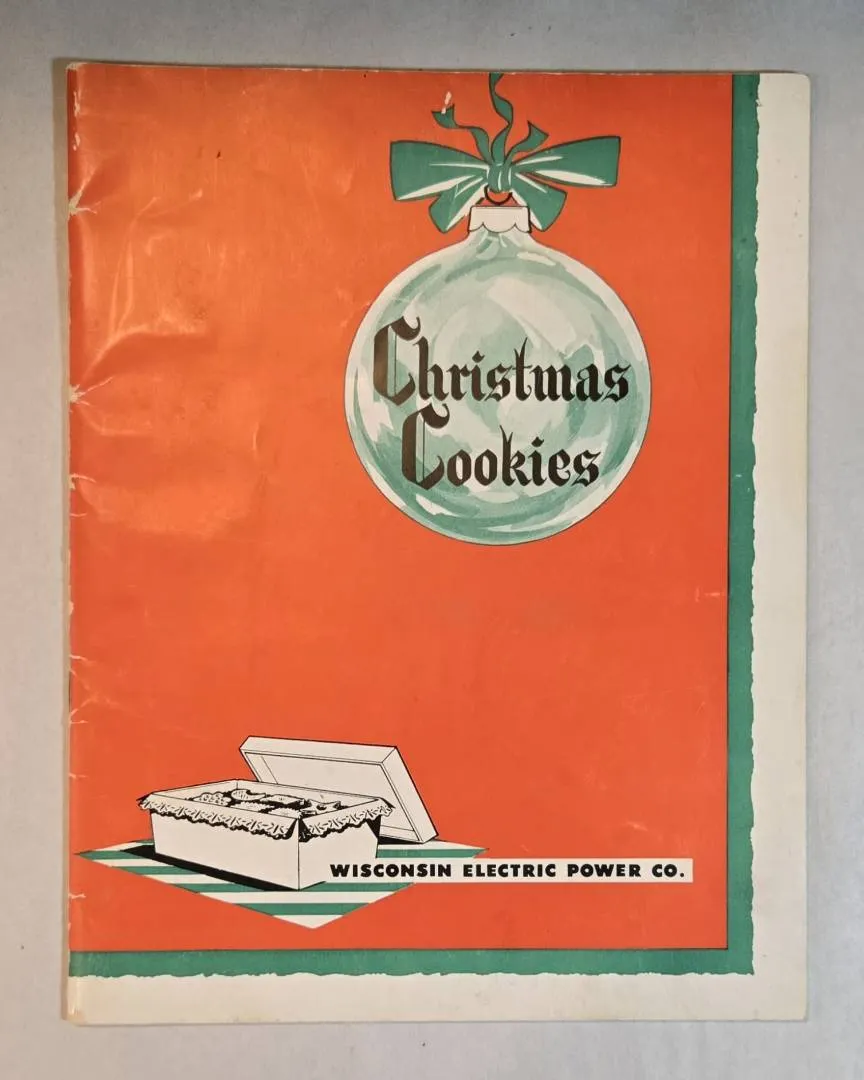 Christmas
Cookies
WISCONSIN ELECTRIC POWER CO.